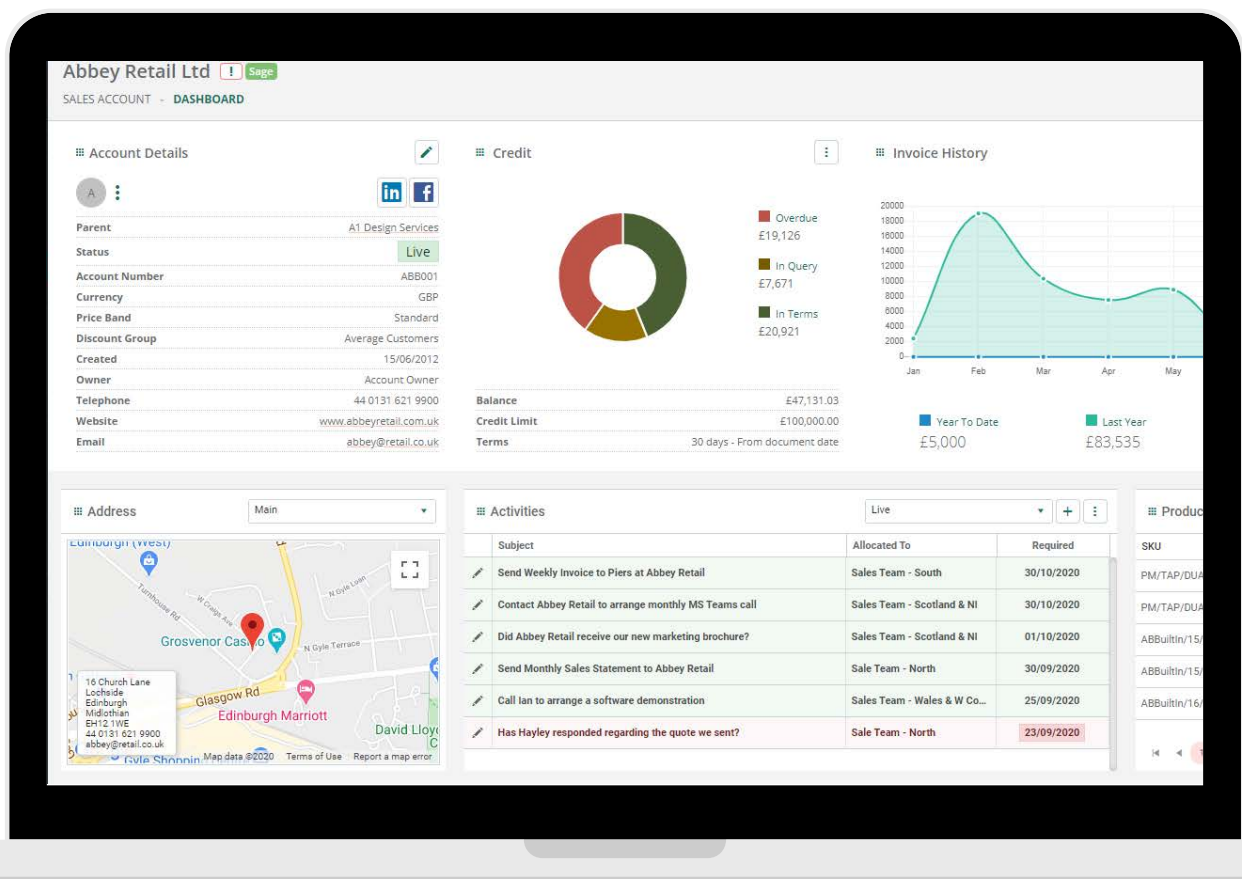 Abbey Retail Ltd ! Sage
SALES ACCOUNT - DASHBOARD
Account Details
A
in f
Parent A1 Design Services
Status Live
Account Number ABB001
Currency GBP
Price Band Standard
Discount Group Average Customers
Created 15/06/2012
Owner Account Owner
Telephone 44 0131 621 9900
Website www.abbeyretail.com.uk
Email abbey@retail.co.uk
Credit
Overdue
£19,126
In Query
£7,671
In Terms
£20,921
Balance £47,131.03
Credit Limit £100,000.00
Terms 30 days - From document date
Invoice History
20000
18000
16000
14000
12000
10000
8000
6000
4000
2000
0
Jan Feb Mar Apr May
Year To Date
£5,000
Last Year
£83,535
Address Main
Edinburgh (West)
Turnhouse Rd
W Craigs Ave
N Gyle Loan
Grosvenor Casino
N Gyle Terrace
Glasgow Rd
Edinburgh Marriott
David Lloy
C
Gyle Shoppin
16 Church Lane
Lochside
Edinburgh
Midlothian
EH12 1WE
44 0131 621 9900
abbey@retail.co.uk
Map data ©2020 Terms of Use Report a map error
Activities Live +
Subject Allocated To Required
Send Weekly Invoice to Piers at Abbey Retail Sales Team - South 30/10/2020
Contact Abbey Retail to arrange monthly MS Teams call Sales Team - Scotland & NI 30/10/2020
Did Abbey Retail receive our new marketing brochure? Sales Team - Scotland & NI 01/10/2020
Send Monthly Sales Statement to Abbey Retail Sale Team - North 30/09/2020
Call Ian to arrange a software demonstration Sales Team - Wales & W Co... 25/09/2020
Has Hayley responded regarding the quote we sent? Sale Team - North 23/09/2020
Produc
SKU
PM/TAP/DUA
PM/TAP/DUA
ABBuiltIn/15/
ABBuiltIn/15/
ABBuiltIn/16/